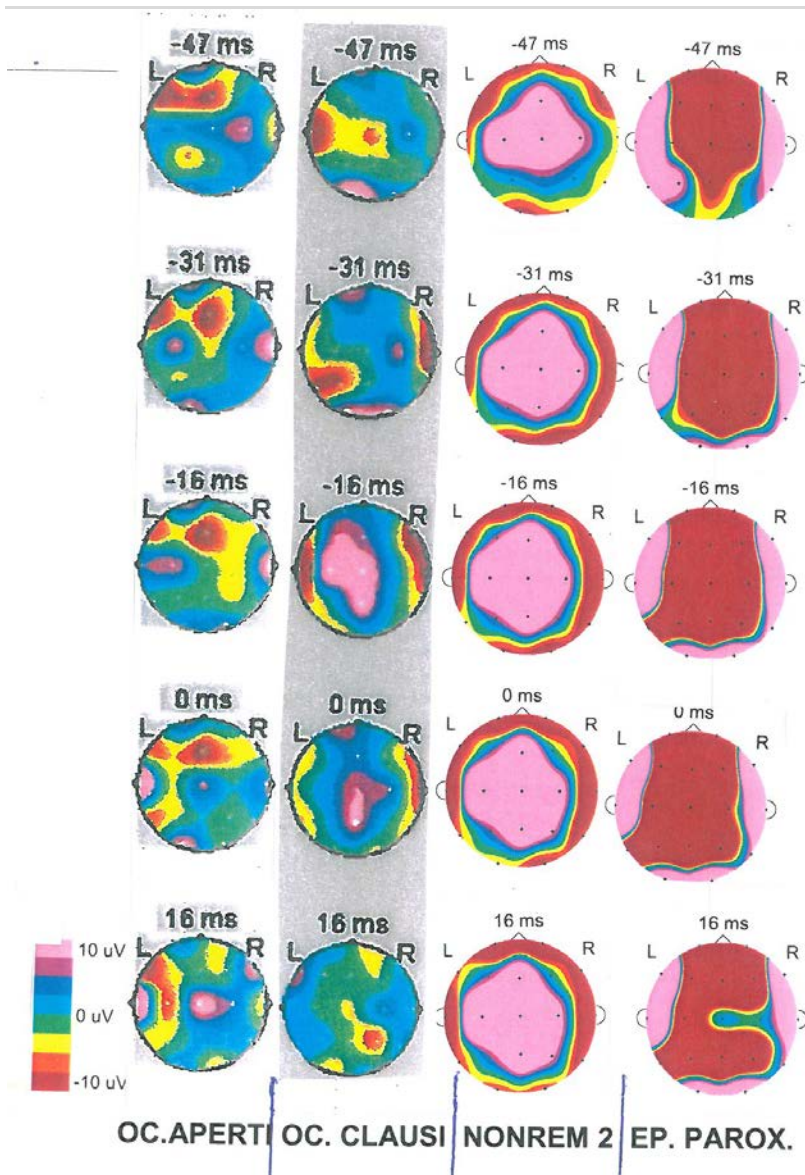 -47 ms -47 ms -47 ms -47 ms
L R L R L R L R
-31 ms -31 ms -31 ms -31 ms
L R L R L R L R
-16 ms -16 ms -16 ms -16 ms
L R L R L R L R
0 ms 0 ms 0 ms 0 ms
L R L R L R L R
16 ms 16 ms 16 ms 16 ms
L R L R L R L R
10 uV
0 uV
-10 uV
OC.APERTI OC. CLAUSI NONREM 2 EP. PAROX.